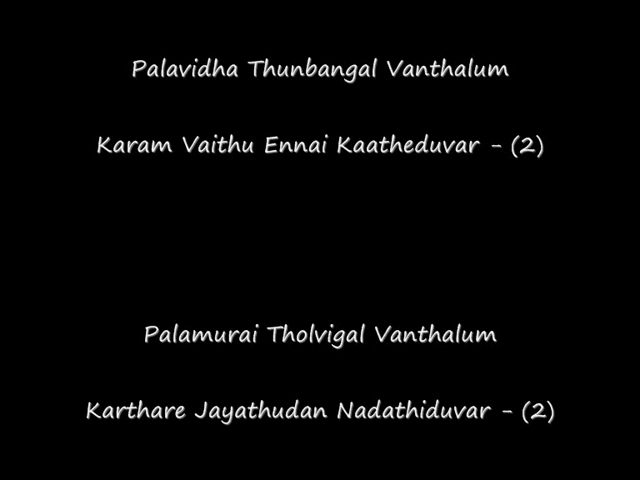 Palavidha Thunbangal Vanthalum
Karam Vaithu Ennai Kaatheduvar - (2)
Palamurai Tholvigal Vanthalum
Karthare Jayathudan Nadathiduvar - (2)